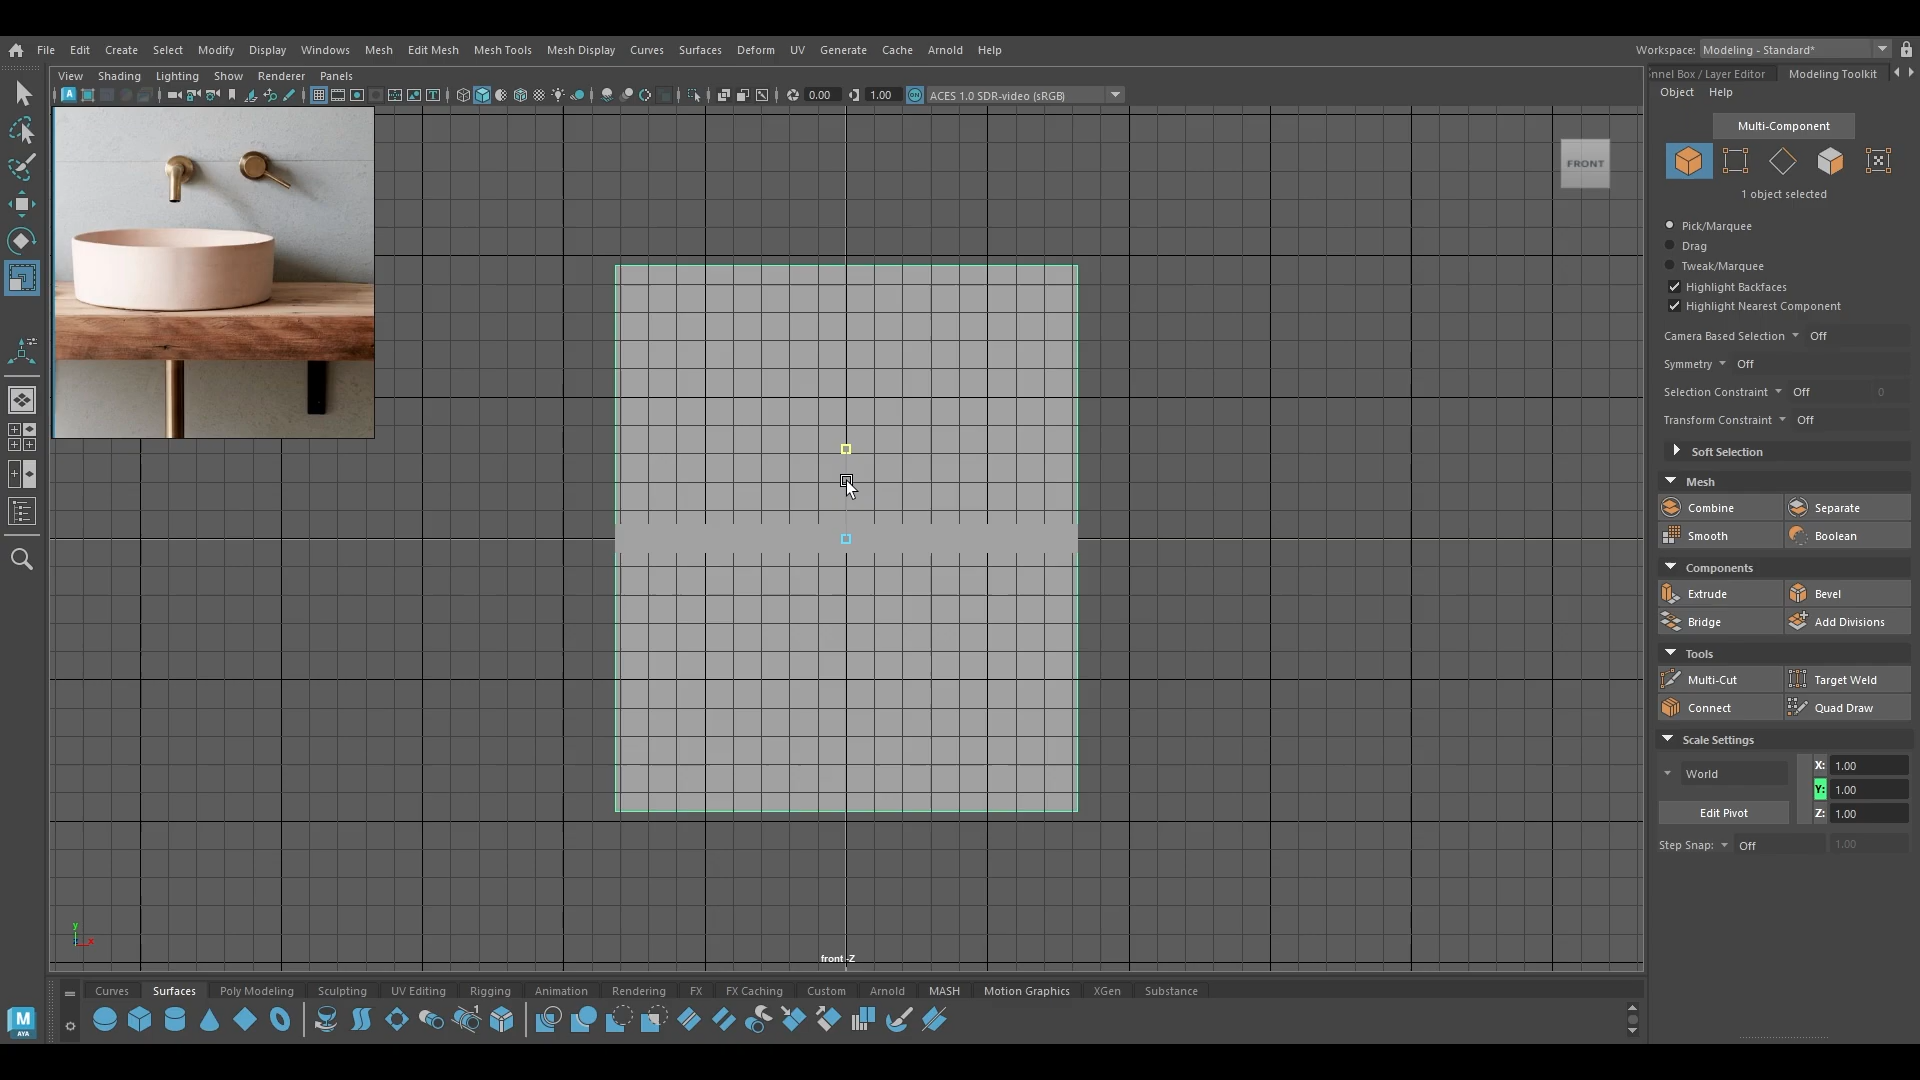 File Edit Create Select Modify Display Windows Mesh Edit Mesh Mesh Tools Mesh Display Curves Surfaces Deform UV Generate Cache Arnold Help
Workspace: Modeling - Standard*
View Shading Lighting Show Renderer Panels
nnel Box / Layer Editor Modeling Toolkit
Object Help
0.00 1.00 ON ACES 1.0 SDR-video (sRGB)
Multi-Component
FRONT
1 object selected
Pick/Marquee
Drag
Tweak/Marquee
Highlight Backfaces
Highlight Nearest Component
Camera Based Selection Off
Symmetry Off
Selection Constraint Off 0
Transform Constraint Off
Soft Selection
Mesh
Combine Separate
Smooth Boolean
Components
Extrude Bevel
Bridge Add Divisions
Tools
Multi-Cut Target Weld
Connect Quad Draw
Scale Settings
World X: 1.00
Y: 1.00
Edit Pivot Z: 1.00
Step Snap: Off 1.00
y
x
front -Z
Curves Surfaces Poly Modeling Sculpting UV Editing Rigging Animation Rendering FX FX Caching Custom Arnold MASH Motion Graphics XGen Substance
M
AYA